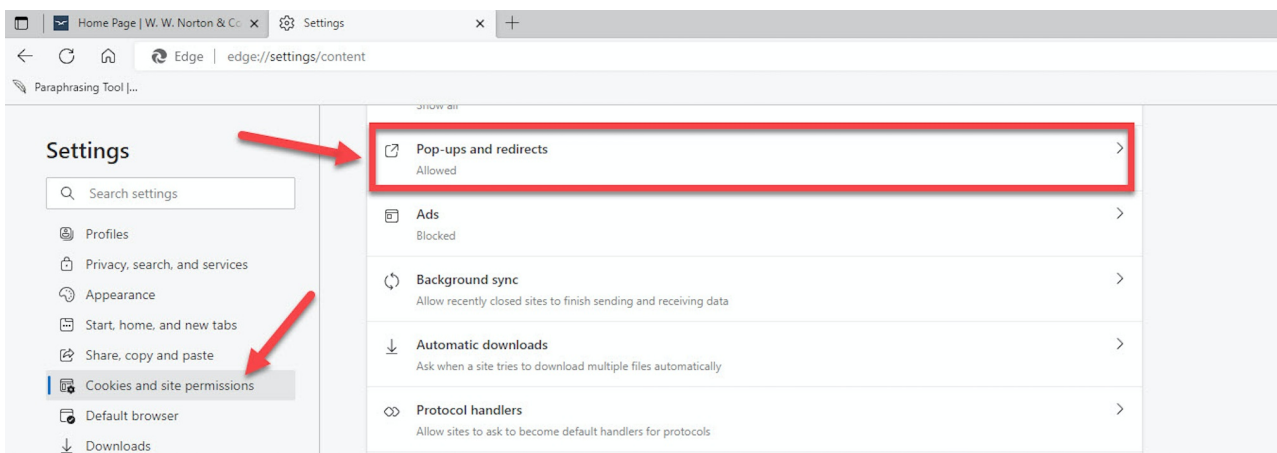 Home Page | W. W. Norton & Co
Settings
Edge | edge://settings/content
Paraphrasing Tool |...
Settings
Search settings
Profiles
Privacy, search, and services
Appearance
Start, home, and new tabs
Share, copy and paste
Cookies and site permissions
Default browser
Downloads
Show all
Pop-ups and redirects
Allowed
Ads
Blocked
Background sync
Allow recently closed sites to finish sending and receiving data
Automatic downloads
Ask when a site tries to download multiple files automatically
Protocol handlers
Allow sites to ask to become default handlers for protocols